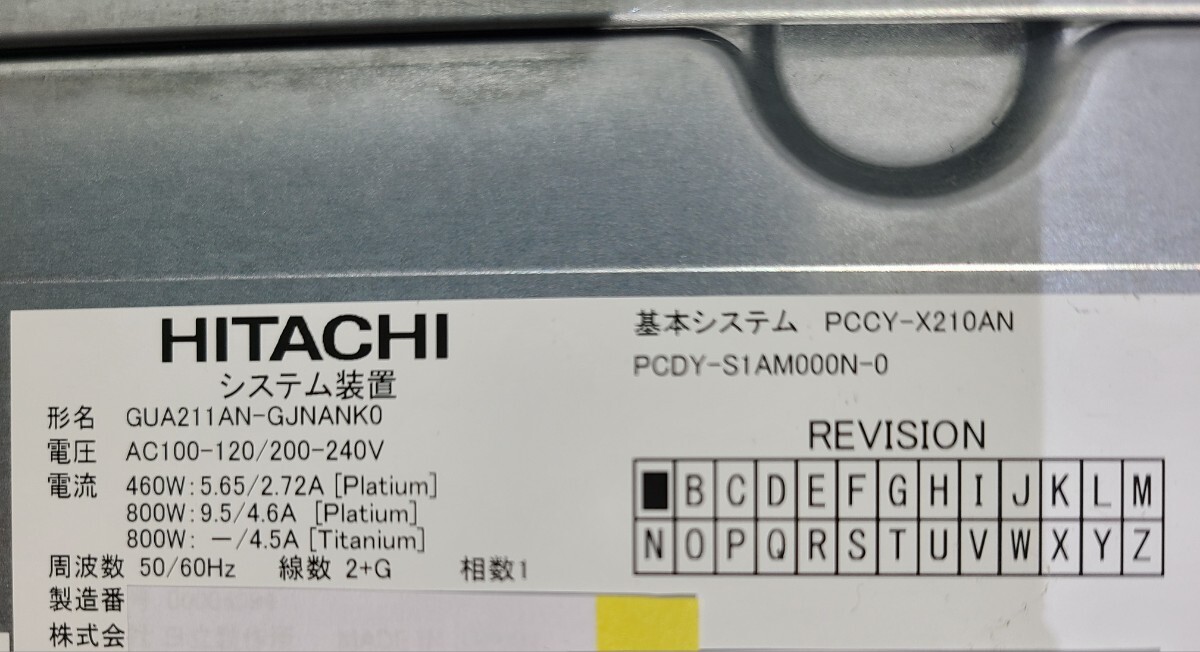 HITACHI
システム装置
形名 GUA211AN-GJNANK0
電圧 AC100-120/200-240V
電流 460W:5.65/2.72A [Platium]
800W:9.5/4.6A [Platium]
800W: －/4.5A [Titanium]
周波数 50/60Hz 線数 2+G 相数1
製造番
株式会
基本システム PCCY-X210AN
PCDY-S1AM000N-0
REVISION
■ B C D E F G H I J K L M
N O P Q R S T U V W X Y Z